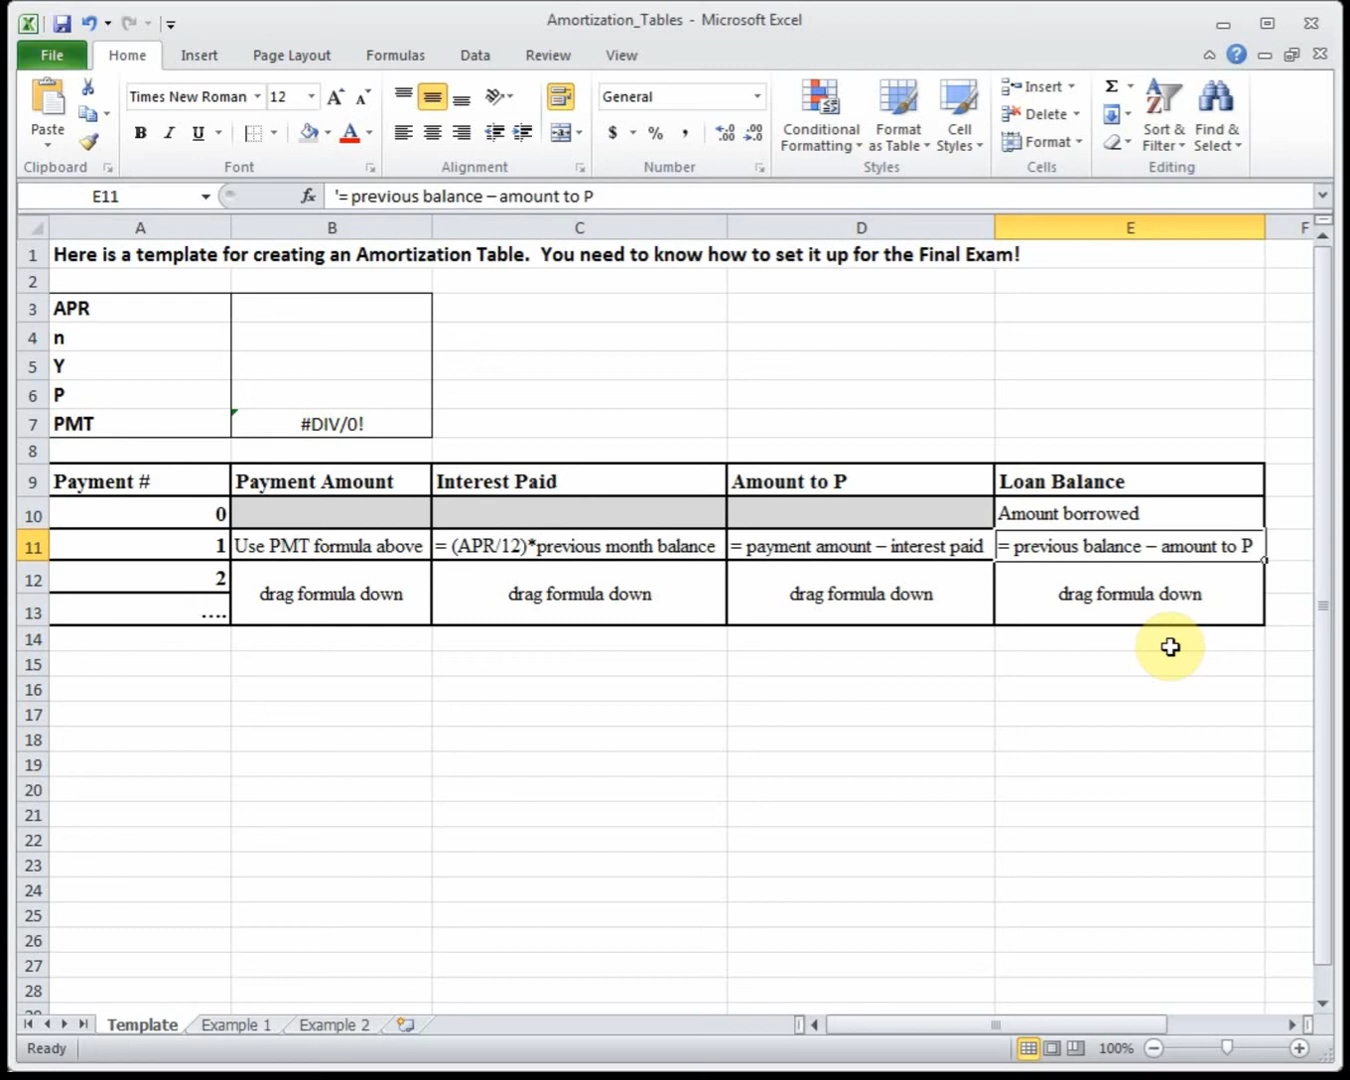 Amortization_Tables - Microsoft Excel
File Home Insert Page Layout Formulas Data Review View
Times New Roman 12 General
Paste
B I U $ % ,
Conditional Formatting
Format as Table
Cell Styles
Insert
Delete
Format
Sort & Filter
Find & Select
Clipboard Font Alignment Number Styles Cells Editing
E11 fx '= previous balance – amount to P
A B C D E F
1 Here is a template for creating an Amortization Table. You need to know how to set it up for the Final Exam!
2
3 APR
4 n
5 Y
6 P
7 PMT #DIV/0!
8
9 Payment # Payment Amount Interest Paid Amount to P Loan Balance
10 0 Amount borrowed
11 1 Use PMT formula above = (APR/12)*previous month balance = payment amount – interest paid = previous balance – amount to P
12 2 drag formula down drag formula down drag formula down drag formula down
13 ....
14
15
16
17
18
19
20
21
22
23
24
25
26
27
28
Template Example 1 Example 2
Ready 100%